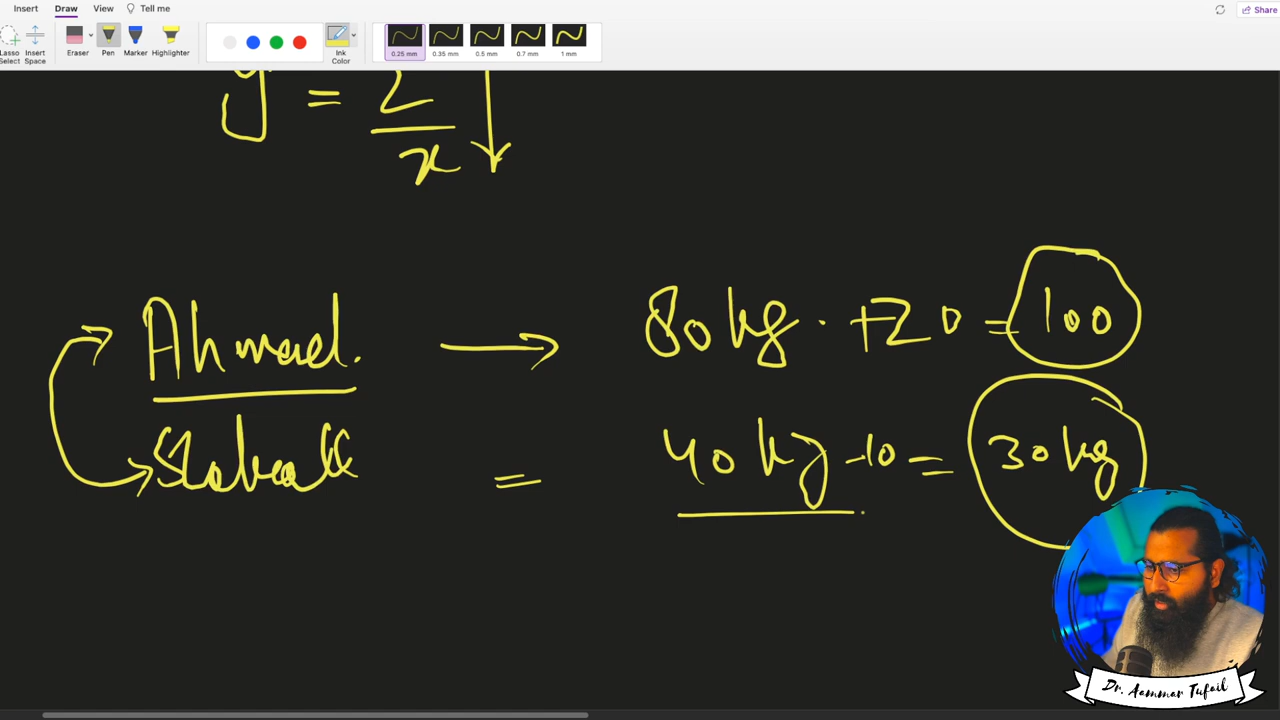 Insert Draw View Tell me
Share
Lasso Select Insert Space Eraser Pen Marker Highlighter Ink Color 0.25 mm 0.35 mm 0.5 mm 0.7 mm 1 mm
y = 2/x
Ahmad. → 80 kg. +20 = 100
= 40 kg -10 = 30 kg
Dr. Aammar Tufail